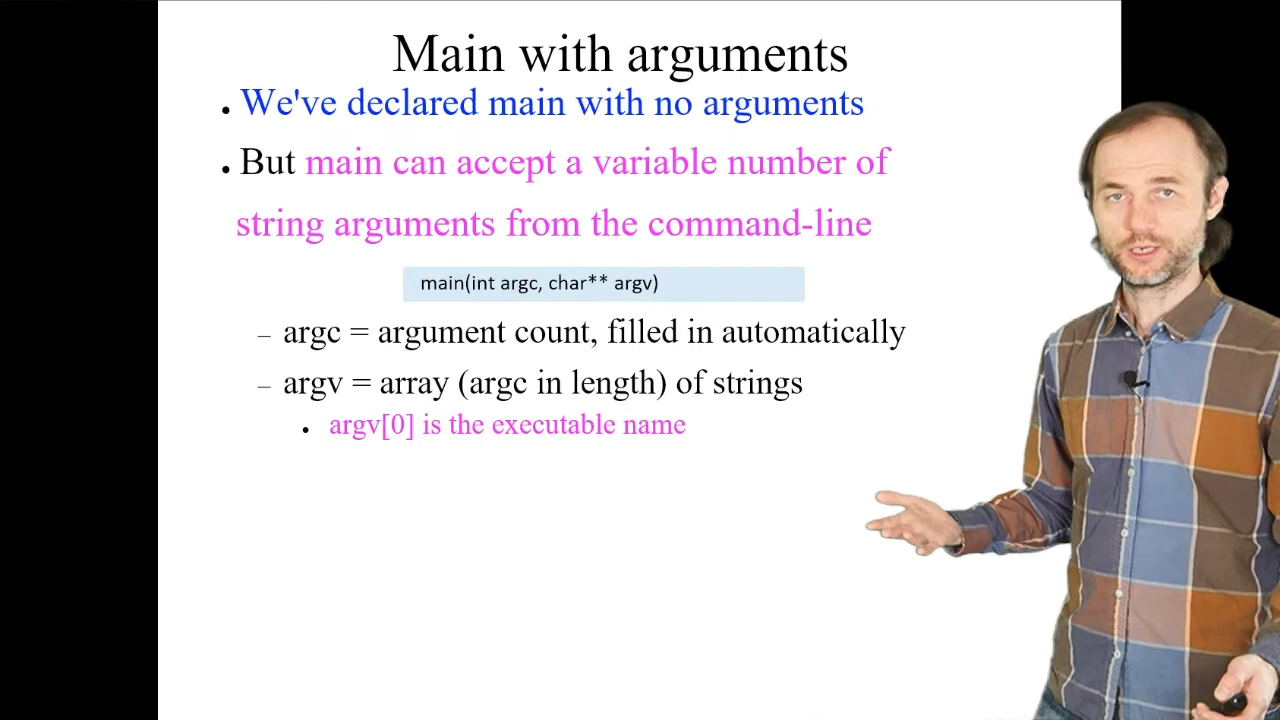 Main with arguments
• We've declared main with no arguments
• But main can accept a variable number of
string arguments from the command-line
main(int argc, char** argv)
– argc = argument count, filled in automatically
– argv = array (argc in length) of strings
• argv[0] is the executable name